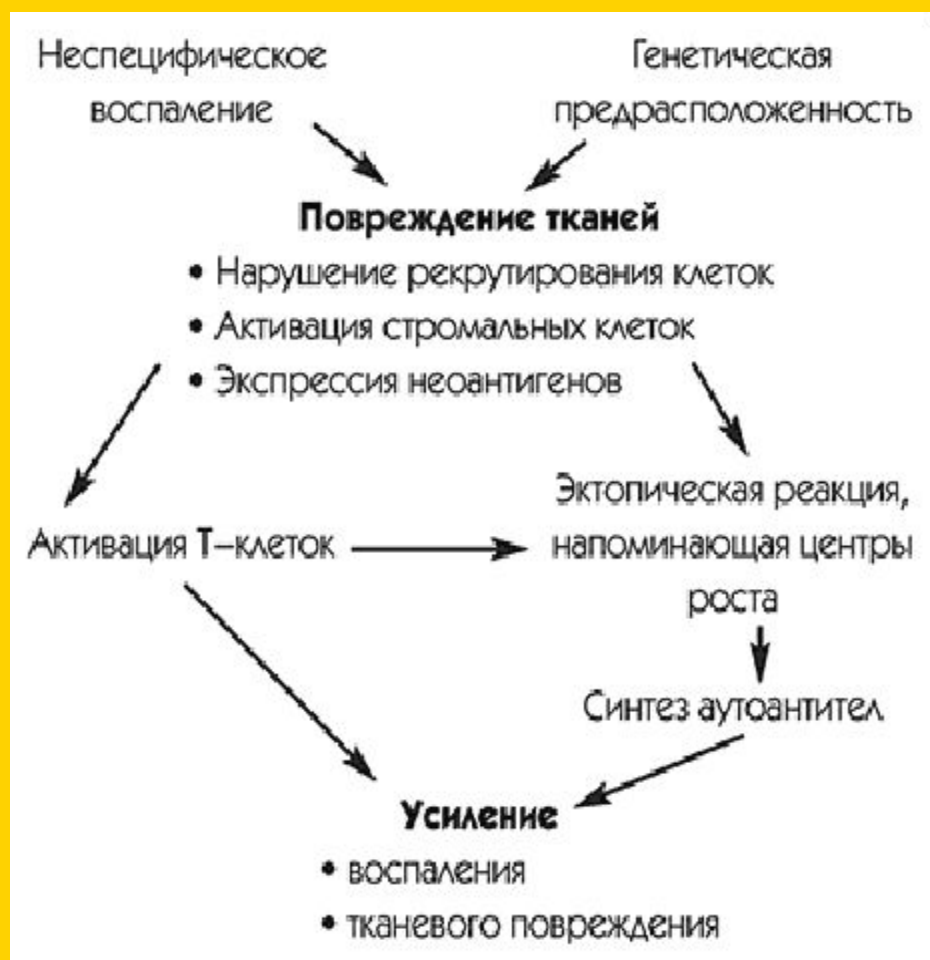 Неспецифическое
воспаление
Генетическая
предрасположенность
Повреждение тканей
• Нарушение рекрутирования клеток
• Активация стромальных клеток
• Экспрессия неоантигенов
Активация Т–клеток
Эктопическая реакция,
напоминающая центры
роста
Синтез аутоантител
Усиление
• воспаления
• тканевого повреждения